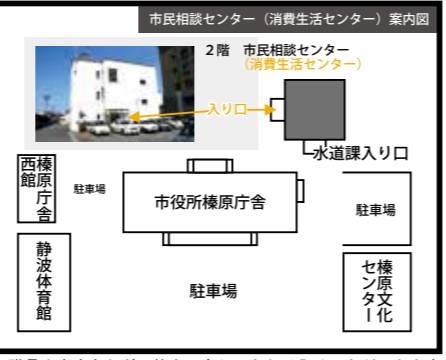 市民相談センター（消費生活センター）案内図
２階　市民相談センター
（消費生活センター）
入り口
水道課入り口
榛原庁舎
西館
駐車場
市役所榛原庁舎
駐車場
静波体育館
駐車場
榛原文化
センター